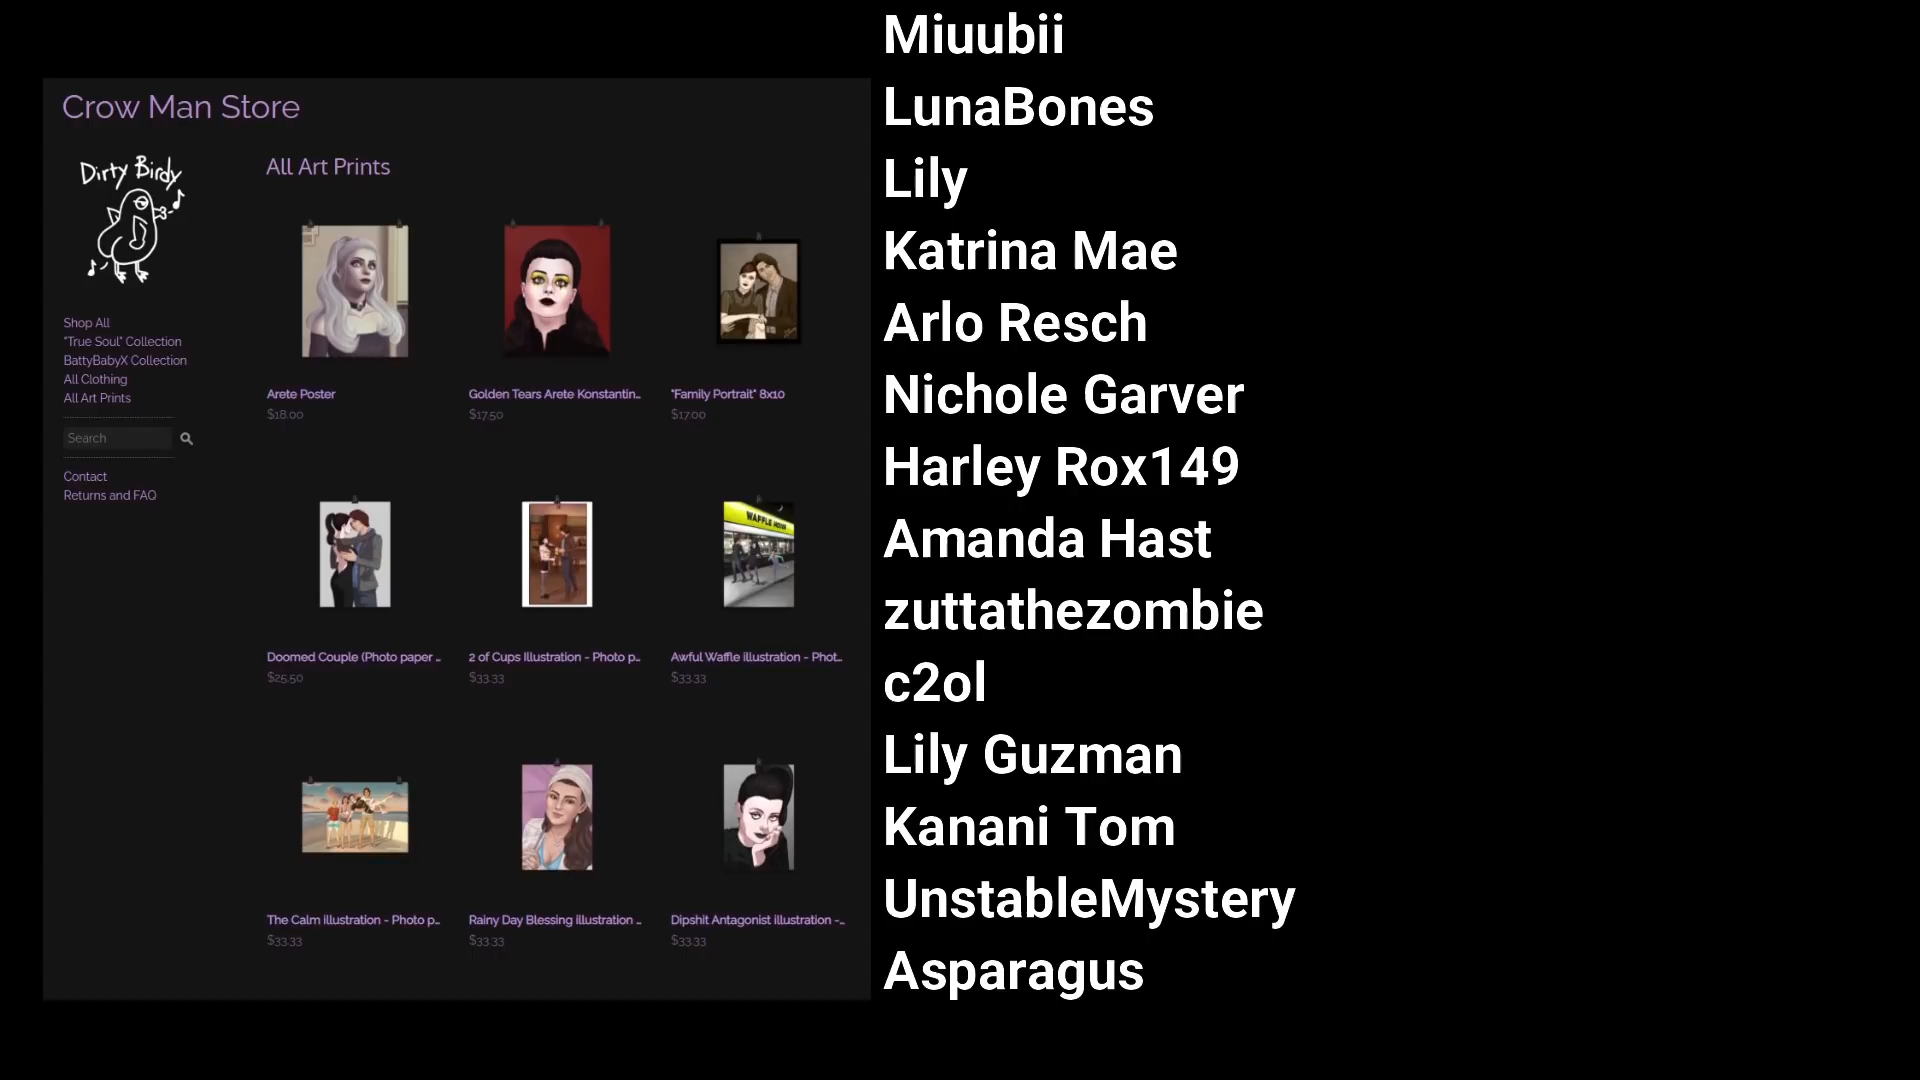 Crow Man Store
Dirty Birdy
Shop All
"True Soul" Collection
BattyBabyX Collection
All Clothing
All Art Prints
Search
Contact
Returns and FAQ
All Art Prints
Arete Poster
$18.00
Golden Tears Arete Konstantin...
$17.50
"Family Portrait" 8x10
$17.00
WAFFLE HOUSE
Doomed Couple (Photo paper ...
$25.50
2 of Cups Illustration - Photo p...
$33.33
Awful Waffle illustration - Phot...
$33.33
The Calm illustration - Photo p...
$33.33
Rainy Day Blessing illustration ...
$33.33
Dipshit Antagonist illustration -...
$33.33
Miuubii
LunaBones
Lily
Katrina Mae
Arlo Resch
Nichole Garver
Harley Rox149
Amanda Hast
zuttathezombie
c2ol
Lily Guzman
Kanani Tom
UnstableMystery
Asparagus